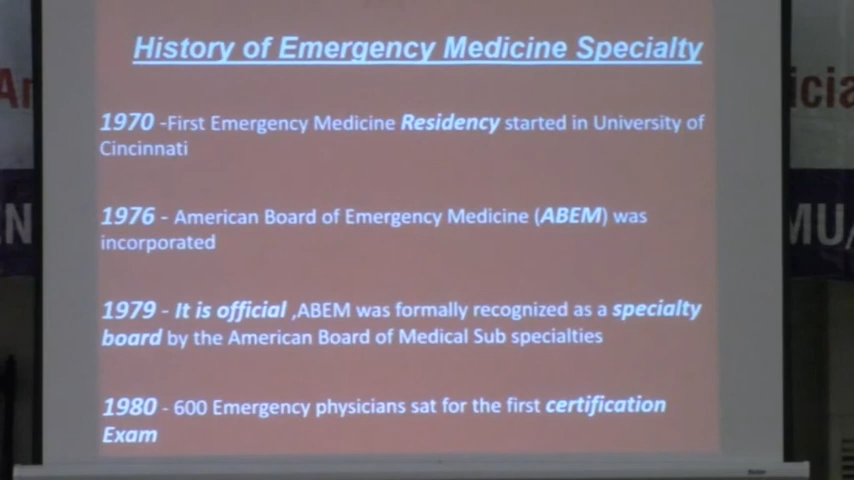 History of Emergency Medicine Specialty
1970 -First Emergency Medicine Residency started in University of
Cincinnati
1976 - American Board of Emergency Medicine (ABEM) was
incorporated
1979 - It is official ,ABEM was formally recognized as a specialty
board by the American Board of Medical Sub specialties
1980 - 600 Emergency physicians sat for the first certification
Exam